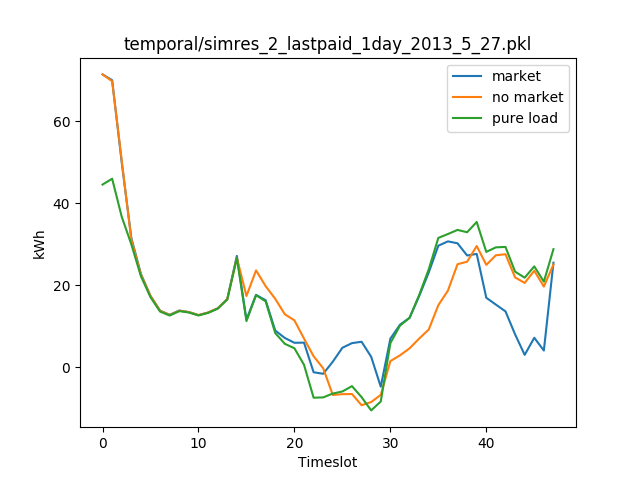 temporal/simres_2_lastpaid_1day_2013_5_27.pkl
market
no market
pure load
60
40
20
0
kWh
0 10 20 30 40
Timeslot